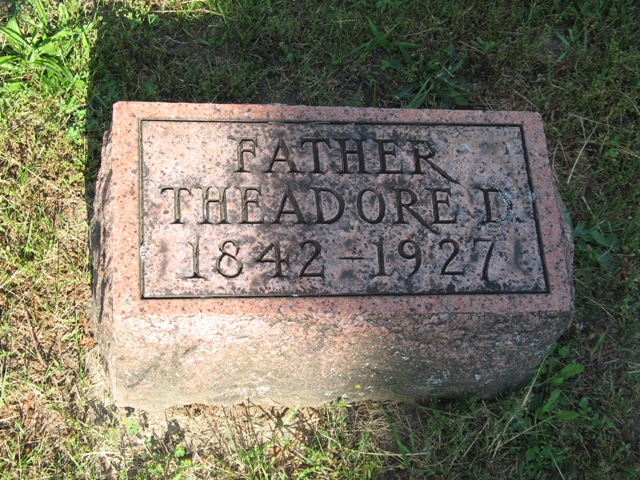 FATHER
THEADORE D.
1842 - 1927